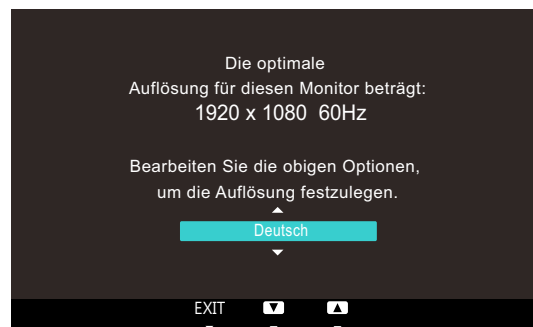 Die optimale
Auflösung für diesen Monitor beträgt:
1920 x 1080 60Hz
Bearbeiten Sie die obigen Optionen,
um die Auflösung festzulegen.
Deutsch
EXIT